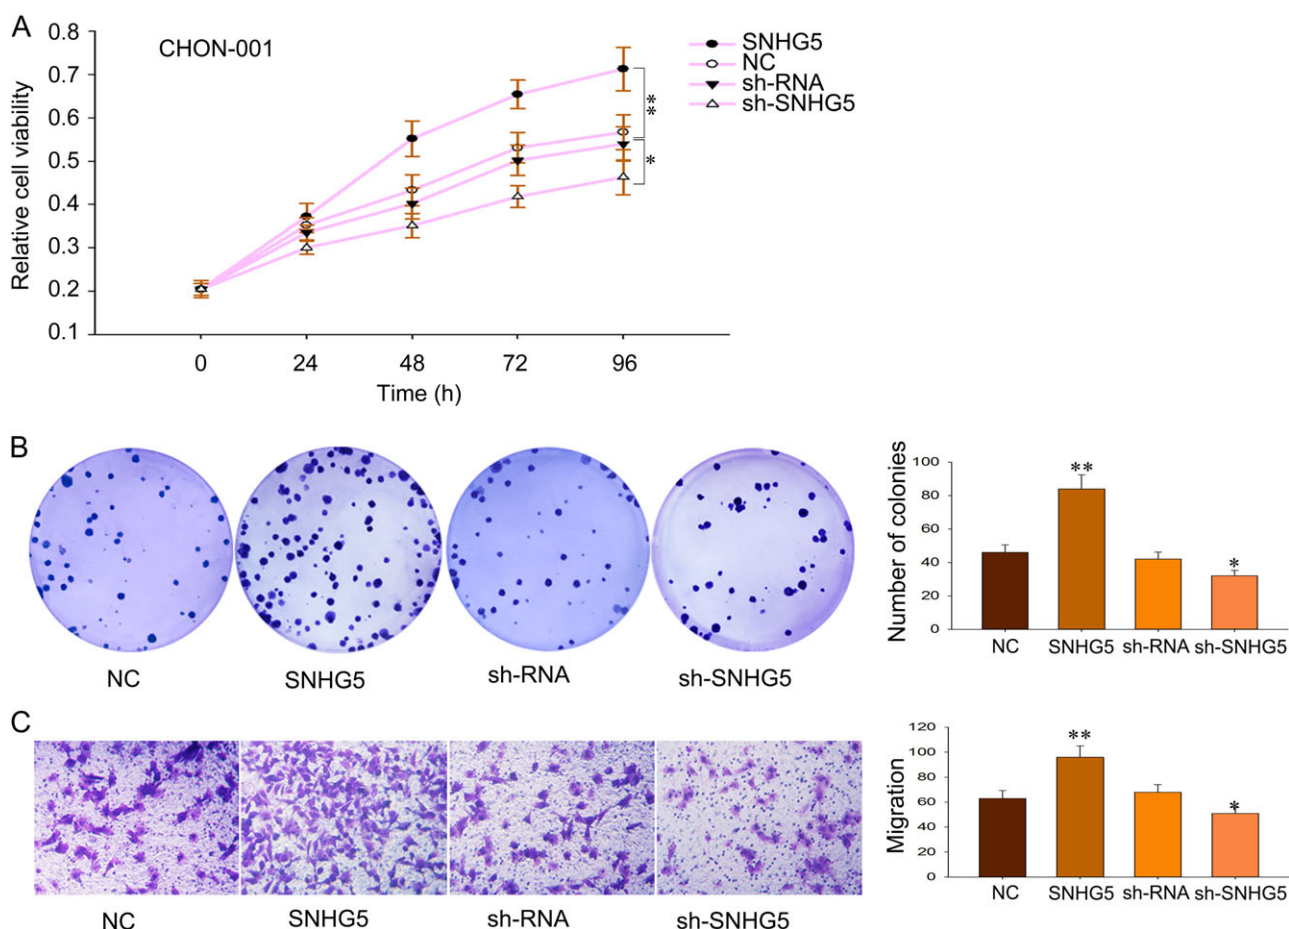 A
CHON-001
SNHG5
NC
sh-RNA
sh-SNHG5
Relative cell viability
0.8
0.7
0.6
0.5
0.4
0.3
0.2
0.1
**
*
0 24 48 72 96
Time (h)
B
NC SNHG5 sh-RNA sh-SNHG5
Number of colonies
100
80
60
40
20
0
**
*
NC SNHG5 sh-RNA sh-SNHG5
C
NC SNHG5 sh-RNA sh-SNHG5
Migration
120
100
80
60
40
20
0
**
*
NC SNHG5 sh-RNA sh-SNHG5